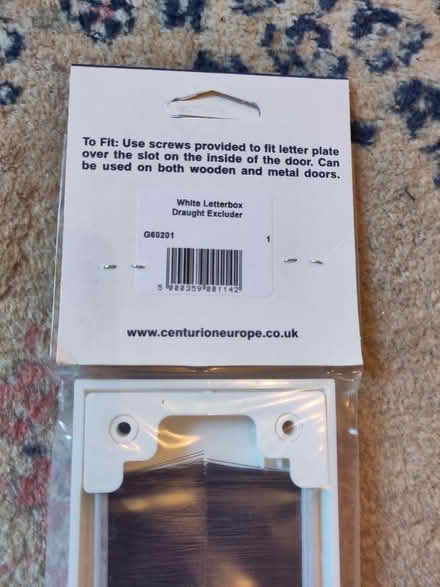 To Fit: Use screws provided to fit letter plate
over the slot on the inside of the door. Can
be used on both wooden and metal doors.
White Letterbox
Draught Excluder
G60201 1
5 000359 001142
www.centurioneurope.co.uk